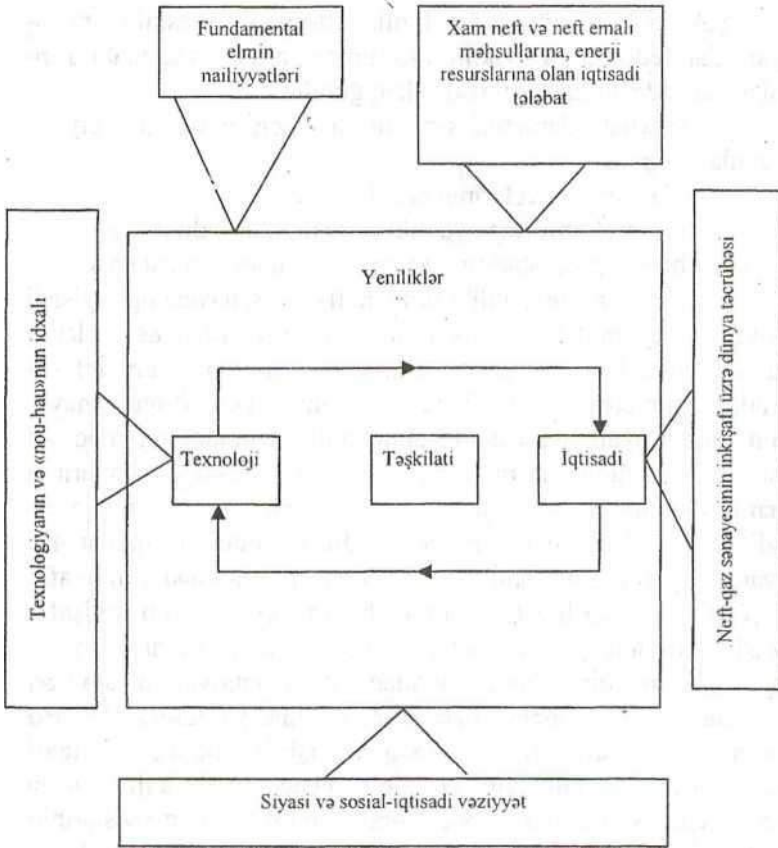 Fundamental
elmin
nailiyyətləri
Xam neft və neft emalı
məhsullarına, enerji
resurslarına olan iqtisadi
tələbat
Texnologiyanın və «nou-hau»nun idxalı
Yeniliklər
Texnoloji
Təşkilati
İqtisadi
Neft-qaz sənayesinin inkişafı üzrə dünya təcrübəsi
Siyasi və sosial-iqtisadi vəziyyət